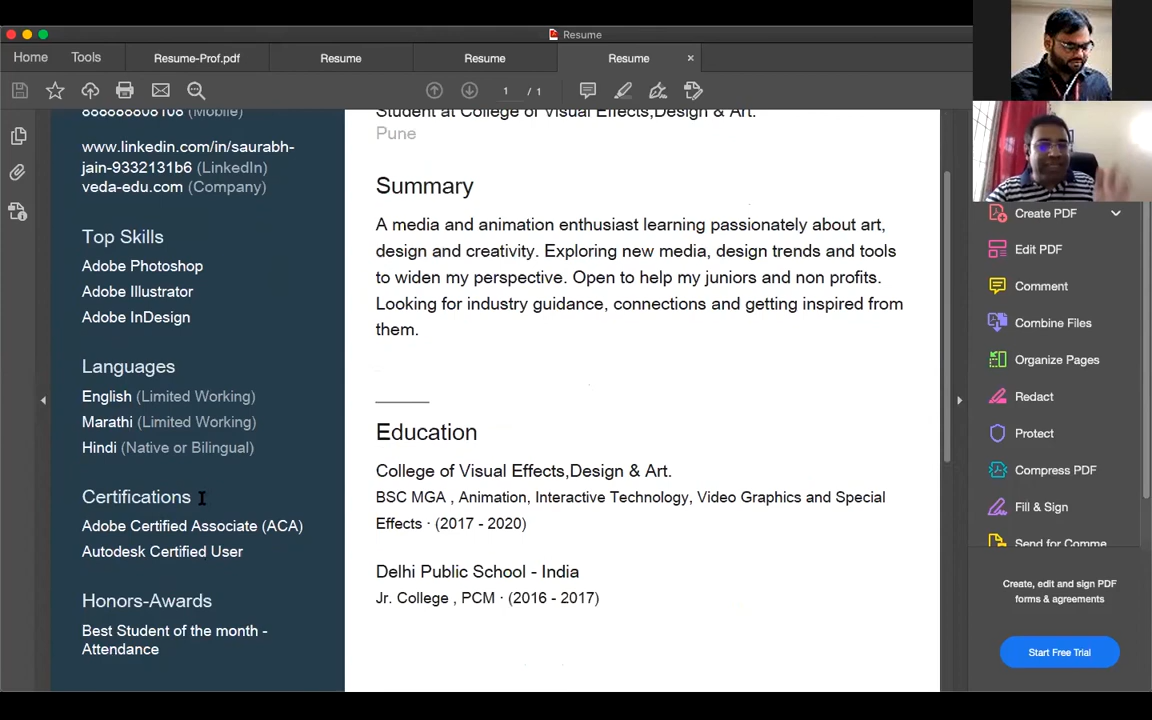 Resume
Home
Tools
Resume-Prof.pdf
Resume
Resume
Resume
×
1 / 1
888888808108 (Mobile)
www.linkedin.com/in/saurabh-
jain-9332131b6 (LinkedIn)
veda-edu.com (Company)
Top Skills
Adobe Photoshop
Adobe Illustrator
Adobe InDesign
Languages
English (Limited Working)
Marathi (Limited Working)
Hindi (Native or Bilingual)
Certifications
Adobe Certified Associate (ACA)
Autodesk Certified User
Honors-Awards
Best Student of the month -
Attendance
Student at College of Visual Effects,Design & Art.
Pune
Summary
A media and animation enthusiast learning passionately about art,
design and creativity. Exploring new media, design trends and tools
to widen my perspective. Open to help my juniors and non profits.
Looking for industry guidance, connections and getting inspired from
them.
Education
College of Visual Effects,Design & Art.
BSC MGA , Animation, Interactive Technology, Video Graphics and Special
Effects · (2017 - 2020)
Delhi Public School - India
Jr. College , PCM · (2016 - 2017)
Create PDF
Edit PDF
Comment
Combine Files
Organize Pages
Redact
Protect
Compress PDF
Fill & Sign
Send for Comme
Create, edit and sign PDF
forms & agreements
Start Free Trial